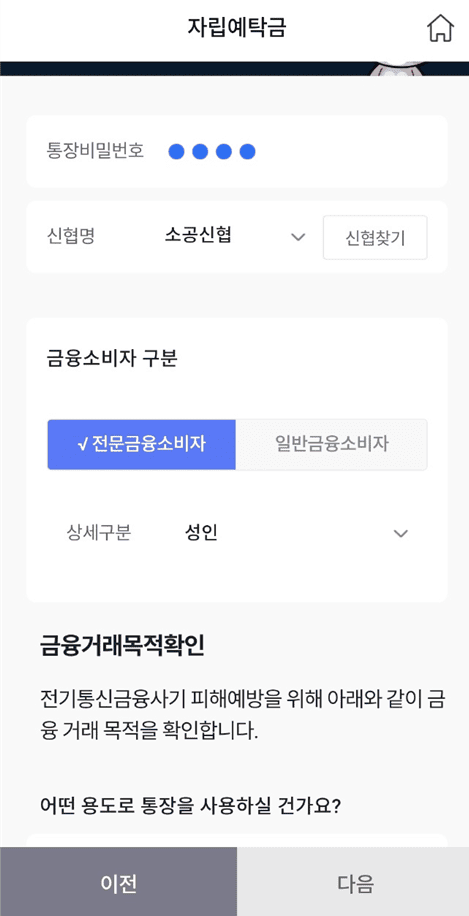 자립예탁금
통장비밀번호
신협명 소공신협 신협찾기
금융소비자 구분
√ 전문금융소비자 일반금융소비자
상세구분 성인
금융거래목적확인
전기통신금융사기 피해예방을 위해 아래와 같이 금
융 거래 목적을 확인합니다.
어떤 용도로 통장을 사용하실 건가요?
이전 다음